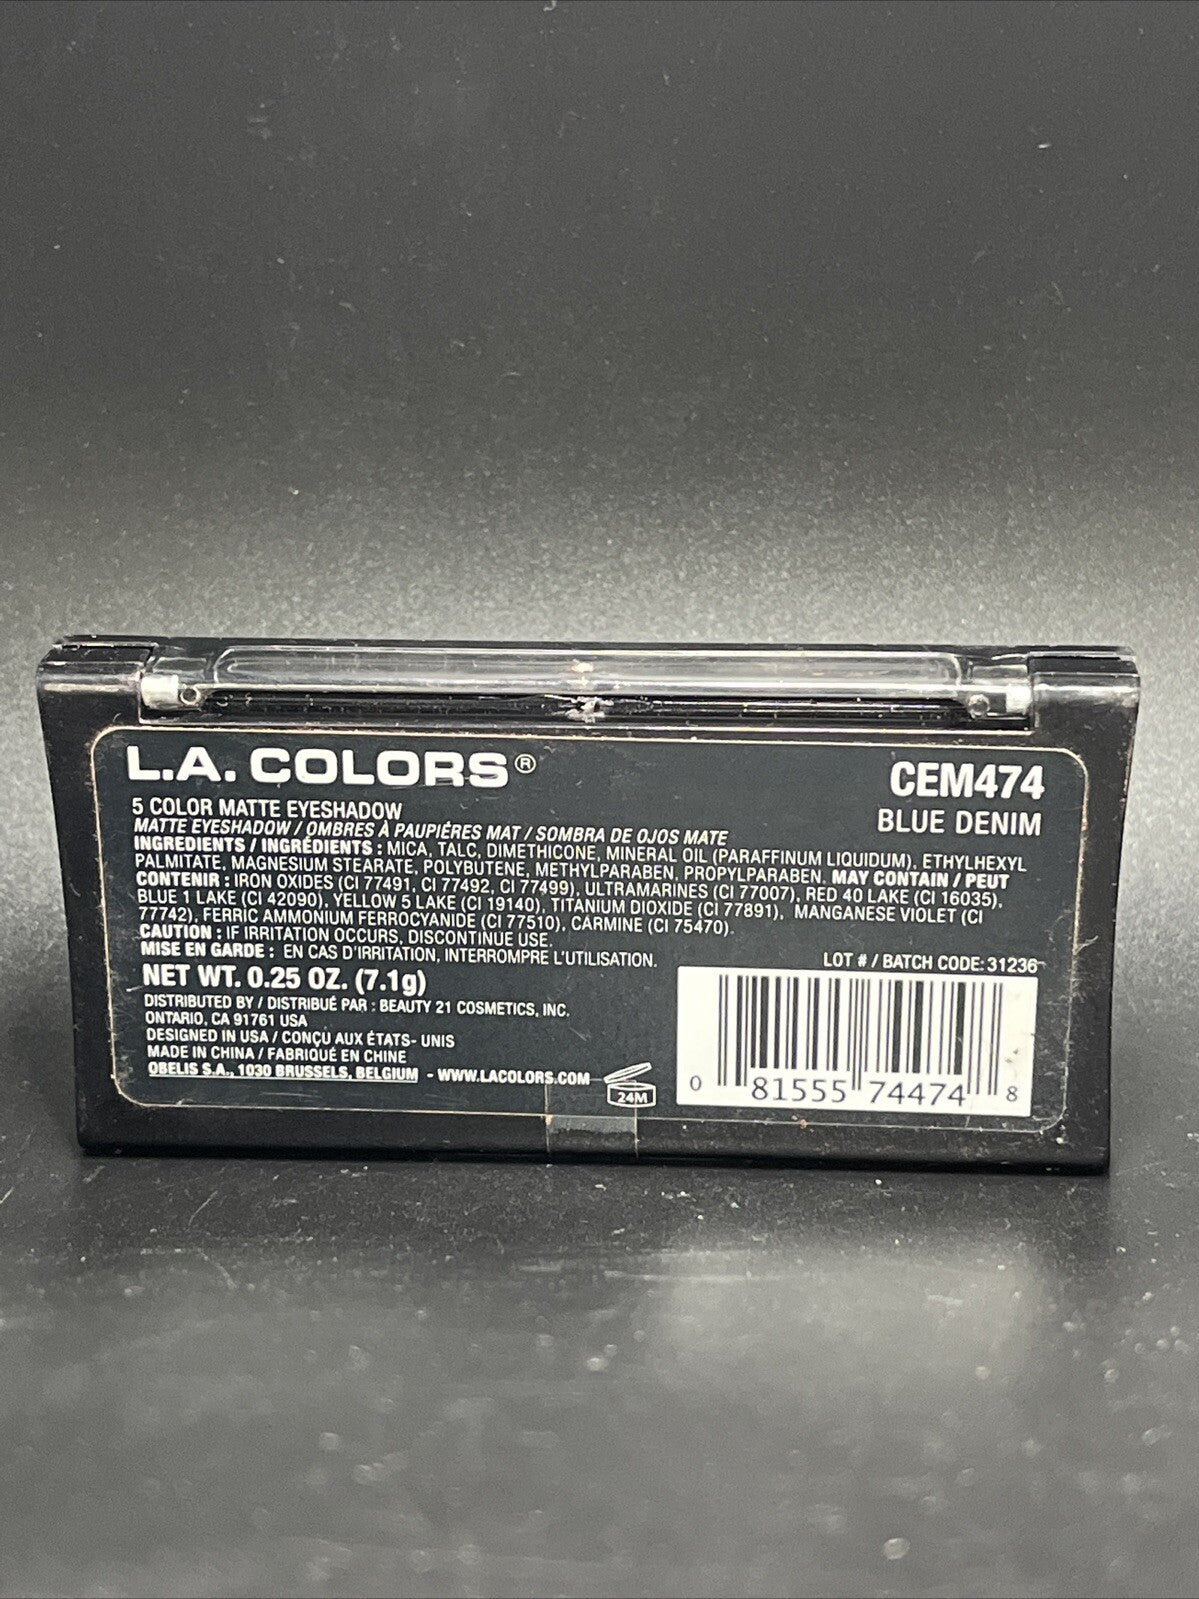 L.A. COLORS®
CEM474
5 COLOR MATTE EYESHADOW
BLUE DENIM
MATTE EYESHADOW / OMBRES À PAUPIÉRES MAT / SOMBRA DE OJOS MATE
INGREDIENTS / INGRÉDIENTS : MICA, TALC, DIMETHICONE, MINERAL OIL (PARAFFINUM LIQUIDUM), ETHYLHEXYL
PALMITATE, MAGNESIUM STEARATE, POLYBUTENE, METHYLPARABEN, PROPYLPARABEN. MAY CONTAIN / PEUT
CONTENIR : IRON OXIDES (CI 77491, CI 77492, CI 77499), ULTRAMARINES (CI 77007), RED 40 LAKE (CI 16035),
BLUE 1 LAKE (CI 42090), YELLOW 5 LAKE (CI 19140), TITANIUM DIOXIDE (CI 77891), MANGANESE VIOLET (CI
77742), FERRIC AMMONIUM FERROCYANIDE (CI 77510), CARMINE (CI 75470).
CAUTION : IF IRRITATION OCCURS, DISCONTINUE USE.
MISE EN GARDE : EN CAS D'IRRITATION, INTERROMPRE L'UTILISATION.
LOT # / BATCH CODE: 31236
NET WT. 0.25 OZ. (7.1g)
DISTRIBUTED BY / DISTRIBUÉ PAR : BEAUTY 21 COSMETICS, INC.
ONTARIO, CA 91761 USA
DESIGNED IN USA / CONÇU AUX ÉTATS- UNIS
MADE IN CHINA / FABRIQUÉ EN CHINE
OBELIS S.A., 1030 BRUSSELS, BELGIUM - WWW.LACOLORS.COM
24M
0 81555 74474 8